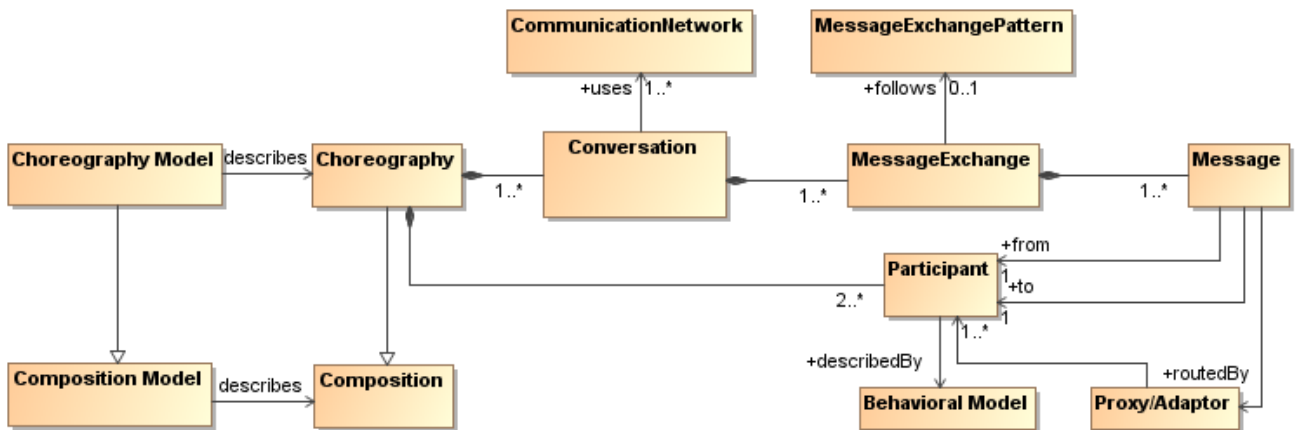 CommunicationNetwork
MessageExchangePattern
+uses 1..*
+follows 0..1
Choreography Model
describes
Choreography
Conversation
MessageExchange
Message
1..*
1..*
1..*
+from
1
Participant
+to
1
2..*
1..*
+describedBy
+routedBy
Composition Model
describes
Composition
Behavioral Model
Proxy/Adaptor